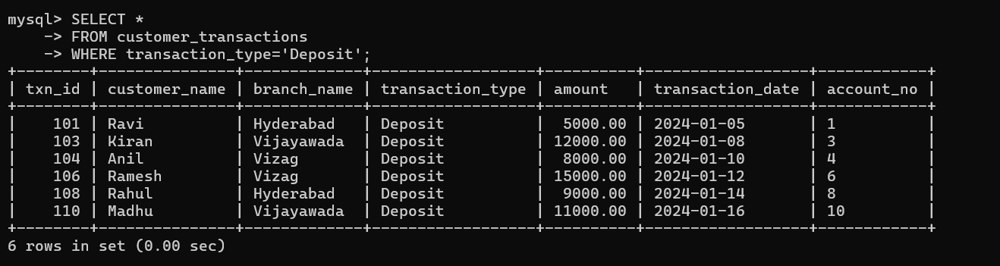 mysql> SELECT *
    -> FROM customer_transactions
    -> WHERE transaction_type='Deposit';
+--------+---------------+-------------+------------------+----------+------------------+------------+
| txn_id | customer_name | branch_name | transaction_type | amount   | transaction_date | account_no |
+--------+---------------+-------------+------------------+----------+------------------+------------+
|    101 | Ravi          | Hyderabad   | Deposit          |  5000.00 | 2024-01-05       | 1          |
|    103 | Kiran         | Vijayawada  | Deposit          | 12000.00 | 2024-01-08       | 3          |
|    104 | Anil          | Vizag       | Deposit          |  8000.00 | 2024-01-10       | 4          |
|    106 | Ramesh        | Vizag       | Deposit          | 15000.00 | 2024-01-12       | 6          |
|    108 | Rahul         | Hyderabad   | Deposit          |  9000.00 | 2024-01-14       | 8          |
|    110 | Madhu         | Vijayawada  | Deposit          | 11000.00 | 2024-01-16       | 10         |
+--------+---------------+-------------+------------------+----------+------------------+------------+
6 rows in set (0.00 sec)